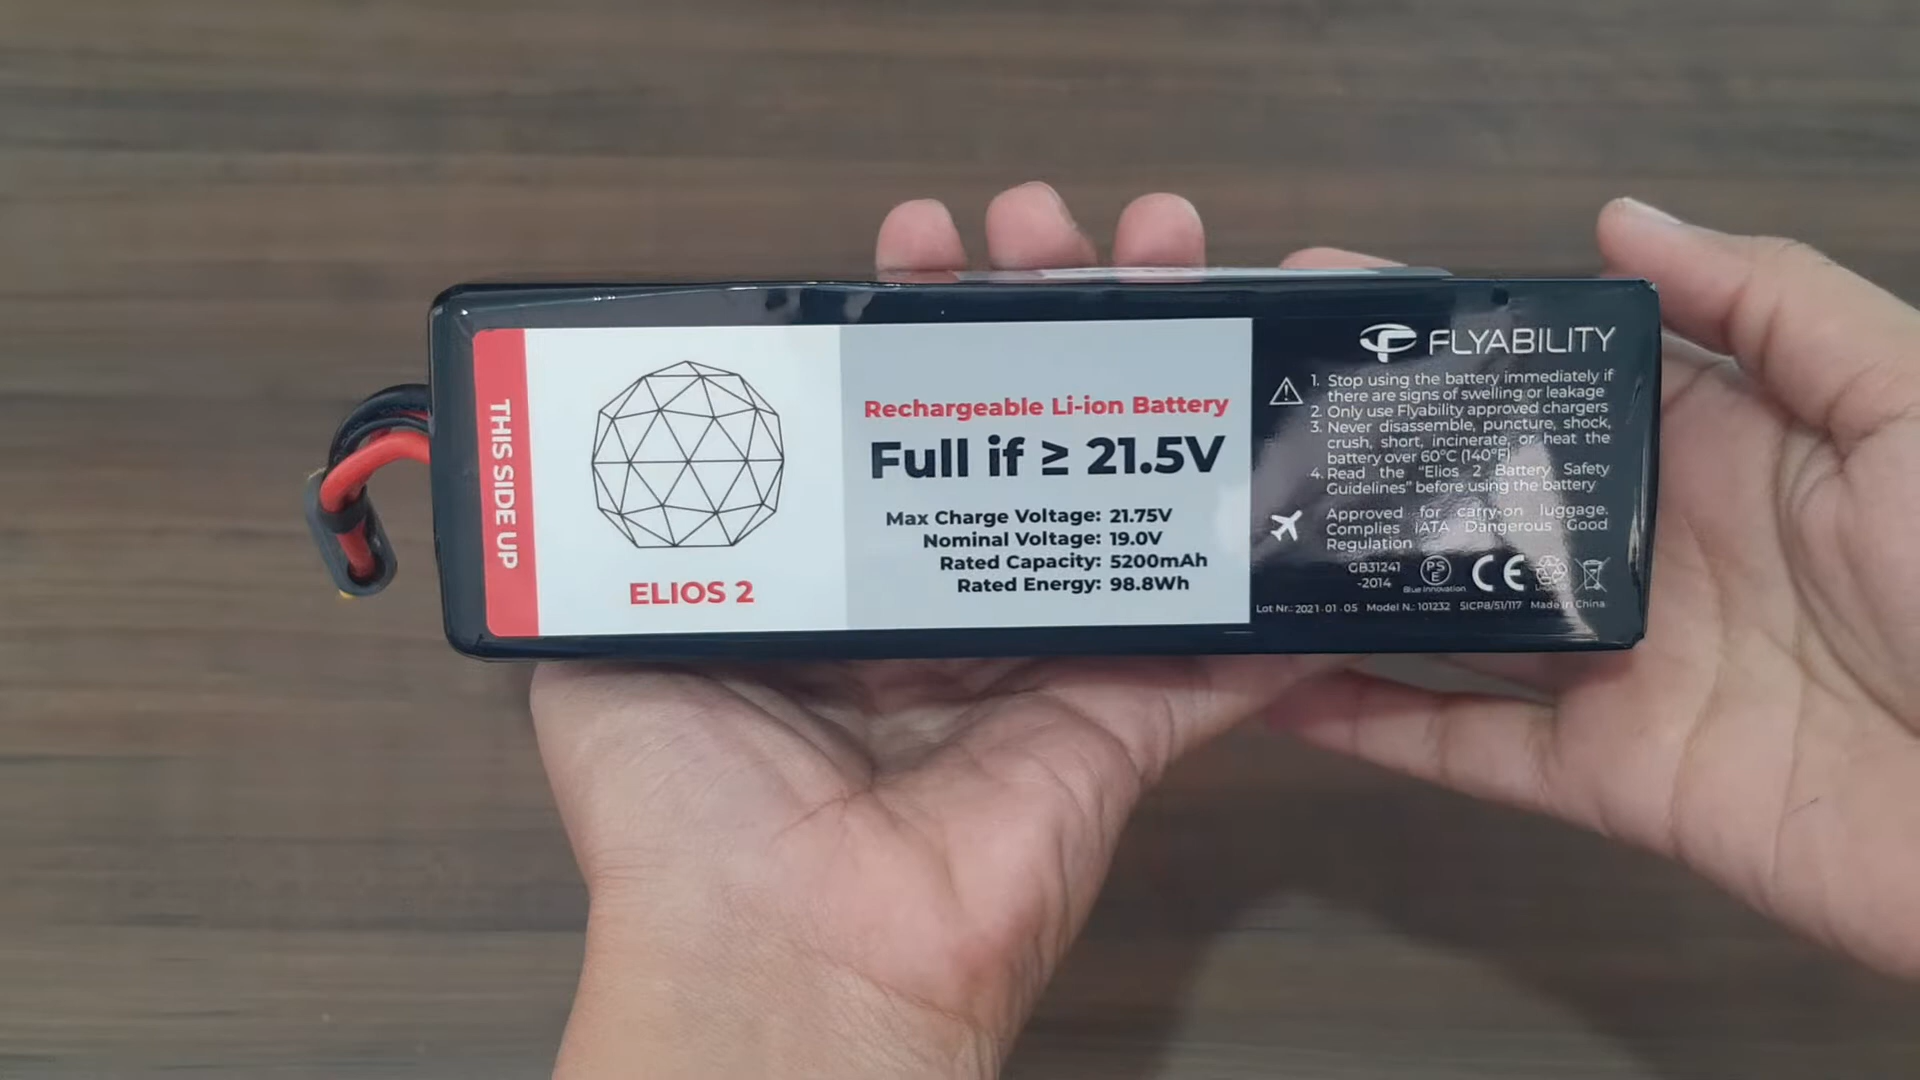 THIS SIDE UP
ELIOS 2
Rechargeable Li-ion Battery
Full if ≥ 21.5V
Max Charge Voltage: 21.75V
Nominal Voltage: 19.0V
Rated Capacity: 5200mAh
Rated Energy: 98.8Wh
FLYABILITY
1. Stop using the battery immediately if
there are signs of swelling or leakage
2. Only use Flyability approved chargers
3. Never disassemble, puncture, shock,
crush, short, incinerate, or heat the
battery over 60°C (140°F)
4. Read the "Elios 2 Battery Safety
Guidelines" before using the battery
Approved for carry-on luggage.
Complies IATA Dangerous Good
Regulation
GB31241
-2014
PS
E
Blue Innovation
CE
Lot Nr.: 2021.01.05 Model N.: 101232 5ICP8/51/117 Made in China